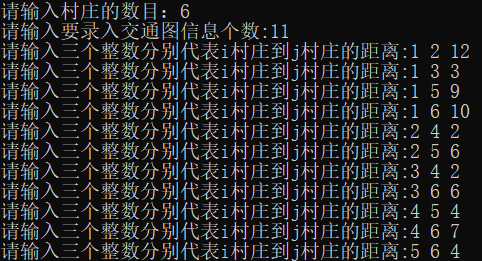 请输入村庄的数目：6
请输入要录入交通图信息个数:11
请输入三个整数分别代表i村庄到j村庄的距离:1 2 12
请输入三个整数分别代表i村庄到j村庄的距离:1 3 3
请输入三个整数分别代表i村庄到j村庄的距离:1 5 9
请输入三个整数分别代表i村庄到j村庄的距离:1 6 10
请输入三个整数分别代表i村庄到j村庄的距离:2 4 2
请输入三个整数分别代表i村庄到j村庄的距离:2 5 6
请输入三个整数分别代表i村庄到j村庄的距离:3 4 2
请输入三个整数分别代表i村庄到j村庄的距离:3 6 6
请输入三个整数分别代表i村庄到j村庄的距离:4 5 4
请输入三个整数分别代表i村庄到j村庄的距离:4 6 7
请输入三个整数分别代表i村庄到j村庄的距离:5 6 4